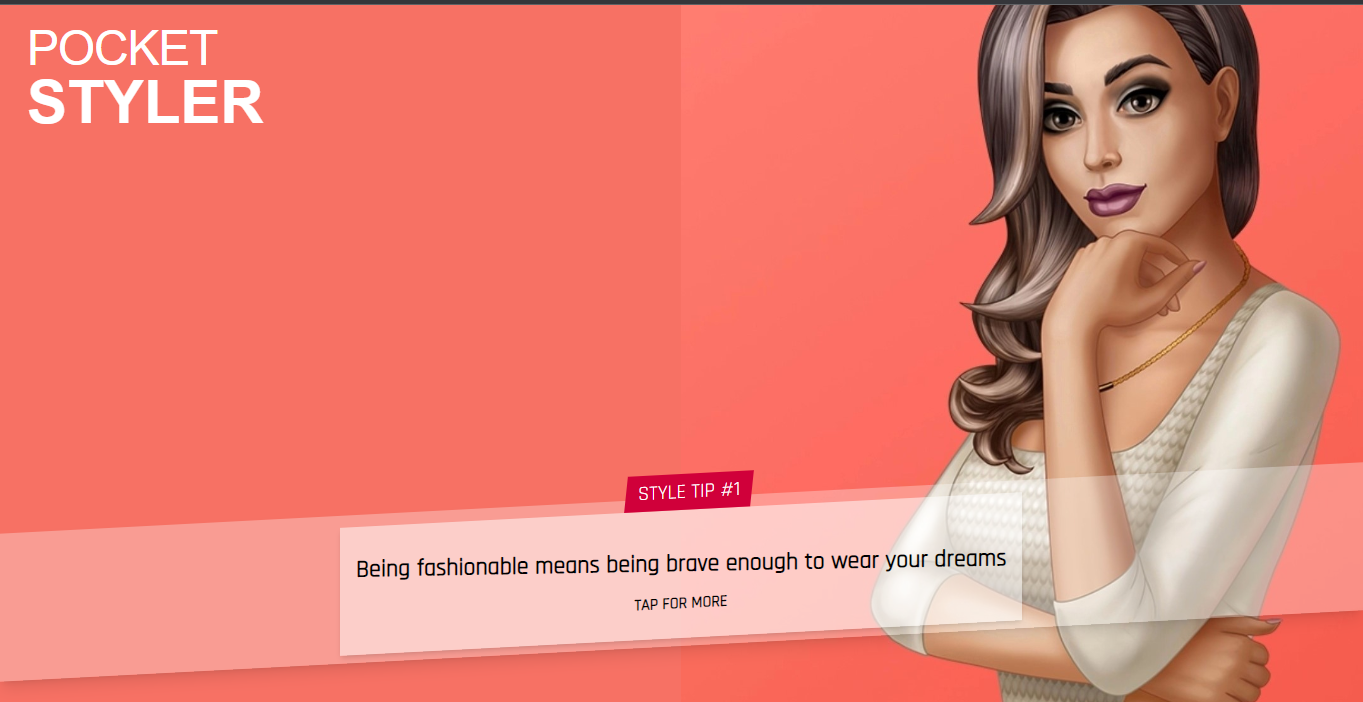 POCKET
STYLER
STYLE TIP #1
Being fashionable means being brave enough to wear your dreams
TAP FOR MORE